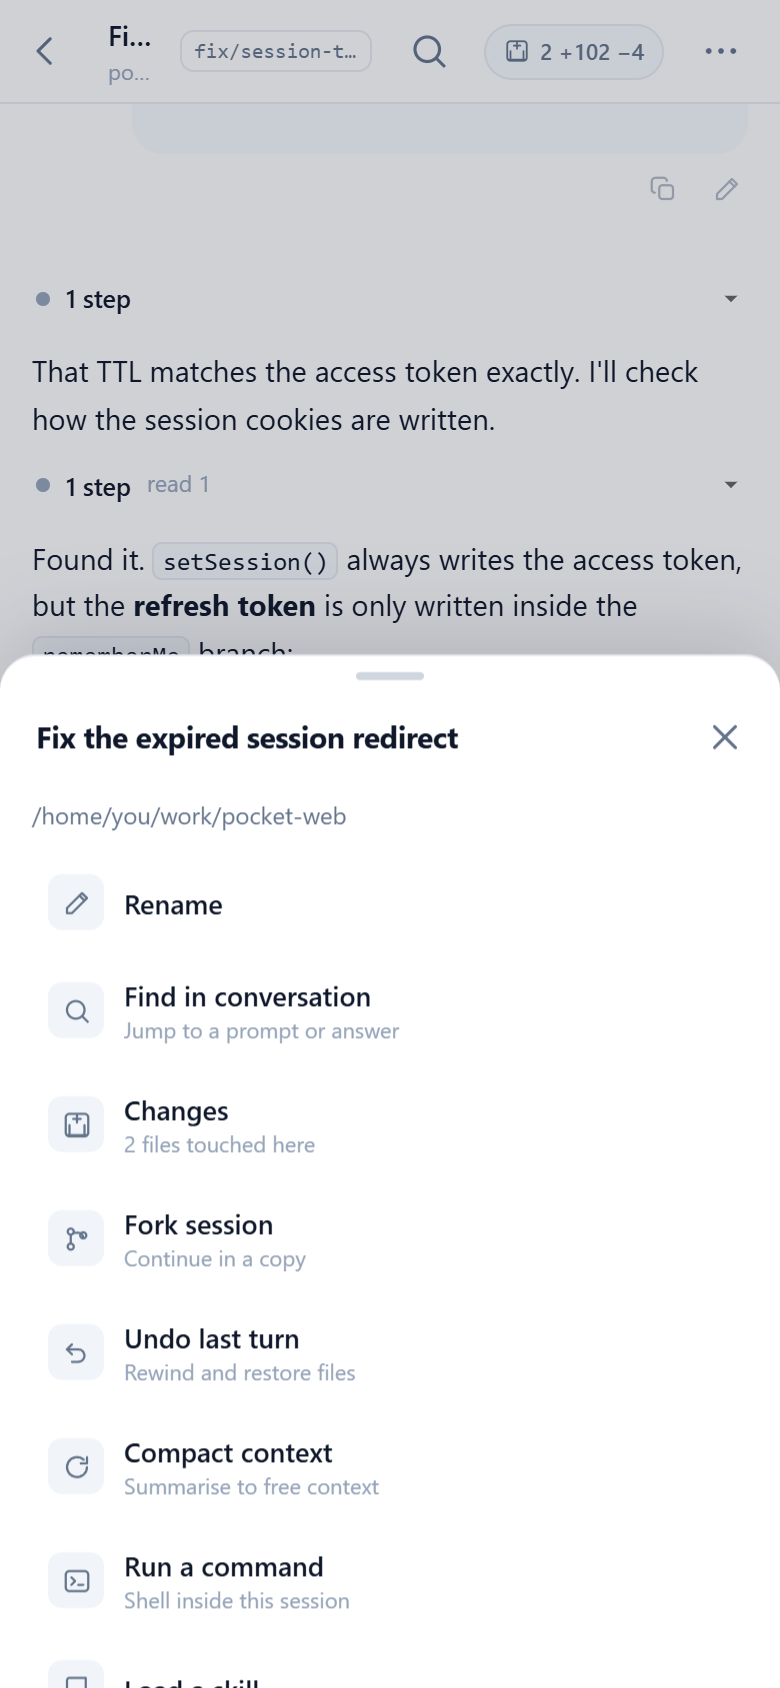 Fi...
po...
fix/session-t...
2 +102 −4
1 step
That TTL matches the access token exactly. I'll check
how the session cookies are written.
1 step read 1
Found it. setSession() always writes the access token,
but the refresh token is only written inside the
rememberMe branch:
Fix the expired session redirect
/home/you/work/pocket-web
Rename
Find in conversation
Jump to a prompt or answer
Changes
2 files touched here
Fork session
Continue in a copy
Undo last turn
Rewind and restore files
Compact context
Summarise to free context
Run a command
Shell inside this session
Load a skill